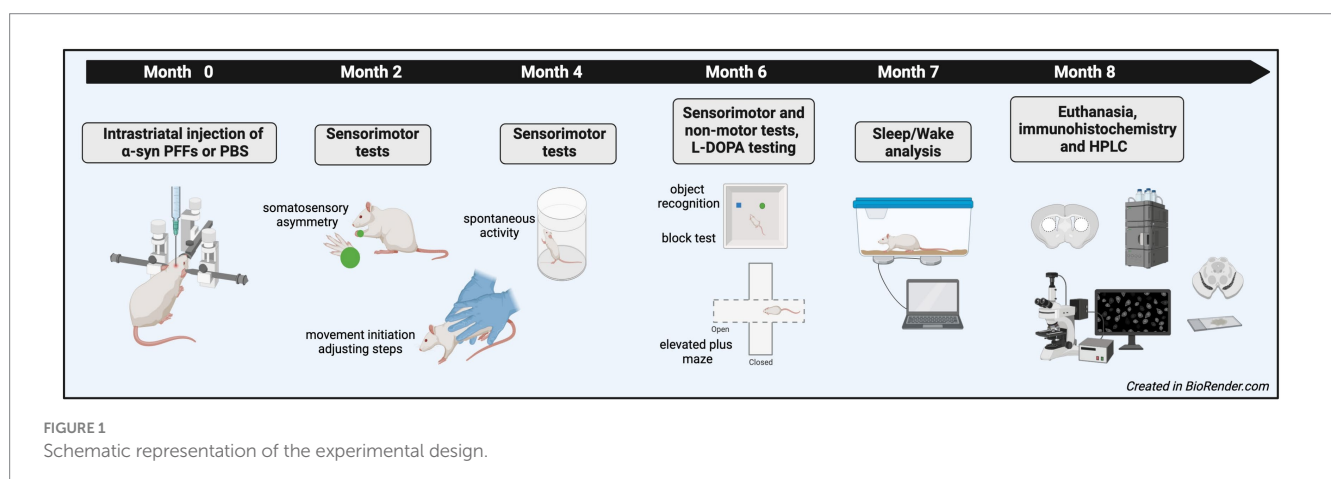 Month 0
Month 2
Month 4
Month 6
Month 7
Month 8
Intrastriatal injection of
α-syn PFFs or PBS
Sensorimotor
tests
Sensorimotor
tests
Sensorimotor and
non-motor tests,
L-DOPA testing
Sleep/Wake
analysis
Euthanasia,
immunohistochemistry
and HPLC
somatosensory
asymmetry
movement initiation
adjusting steps
spontaneous
activity
object
recognition
block test
Open
elevated plus
maze
Closed
Created in BioRender.com
FIGURE 1
Schematic representation of the experimental design.